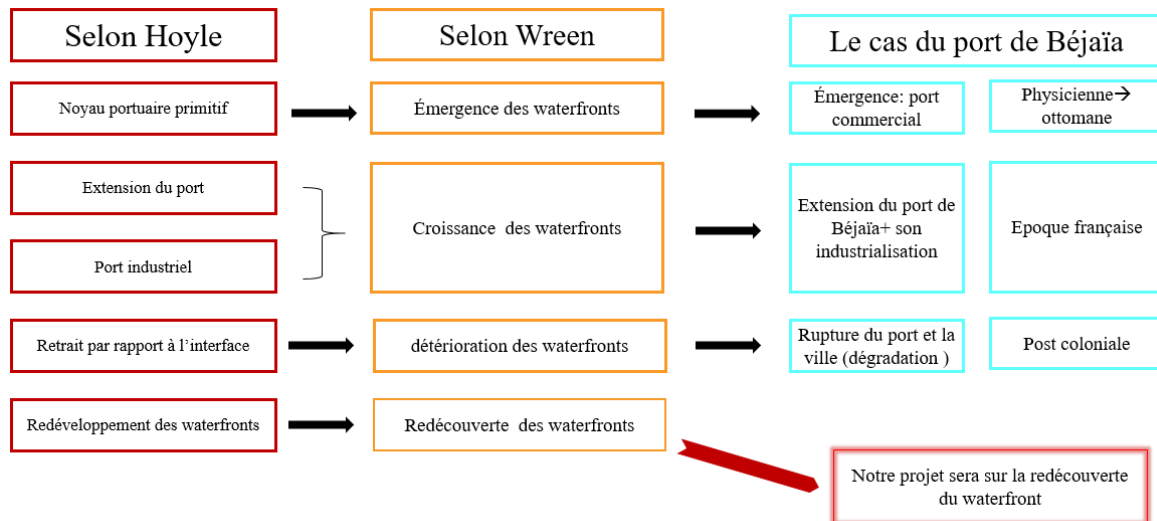 Selon Hoyle
Selon Wreen
Le cas du port de Béjaïa
Noyau portuaire primitif
Émergence des waterfronts
Émergence: port
commercial
Physicienne→
ottomane
Extension du port
Port industriel
Croissance des waterfronts
Extension du port de
Béjaïa+ son
industrialisation
Epoque française
Retrait par rapport à l’interface
détérioration des waterfronts
Rupture du port et la
ville (dégradation )
Post coloniale
Redéveloppement des waterfronts
Redécouverte des waterfronts
Notre projet sera sur la redécouverte
du waterfront